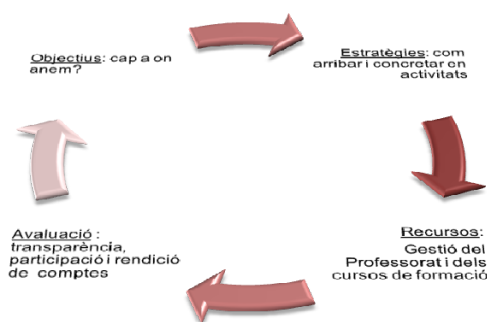 Objectius: cap a on
anem?
Estratègies: com
arribar i concretar en
activitats
Recursos:
Gestió del
Professorat i dels
cursos de formació
Avaluació :
transparència,
participació i rendició
de comptes